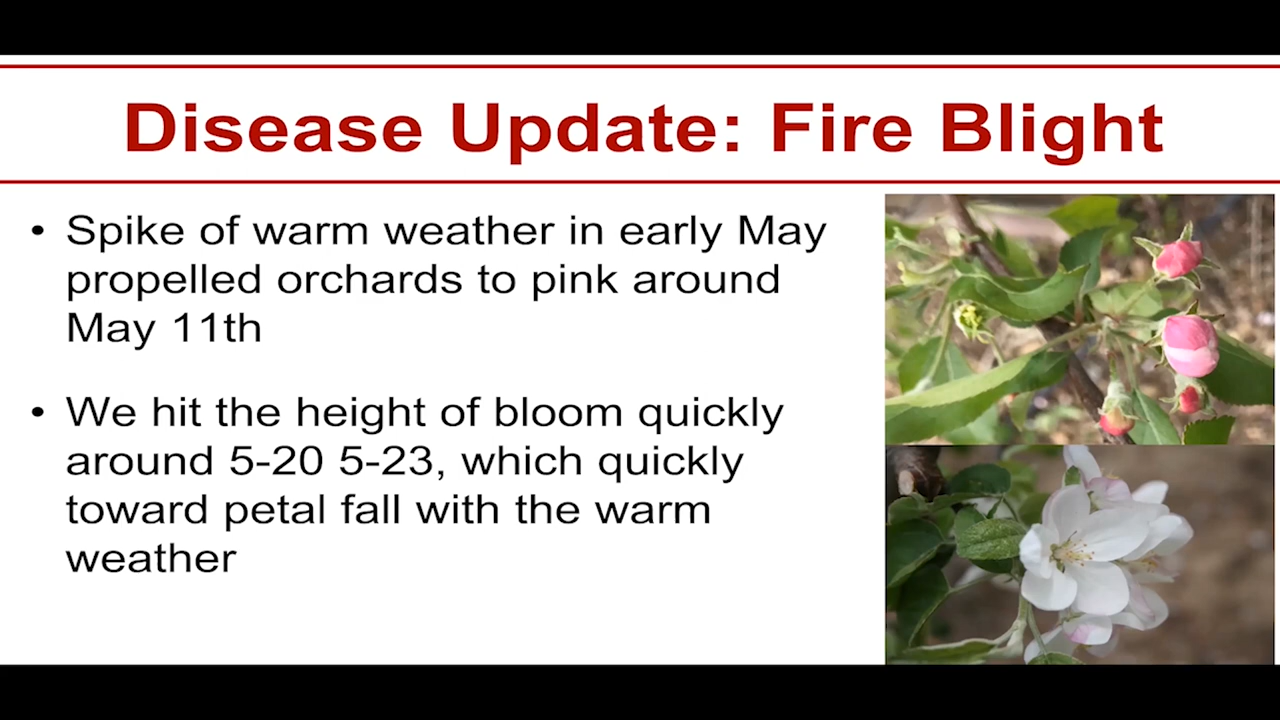 Disease Update: Fire Blight
• Spike of warm weather in early May
propelled orchards to pink around
May 11th
• We hit the height of bloom quickly
around 5-20 5-23, which quickly
toward petal fall with the warm
weather